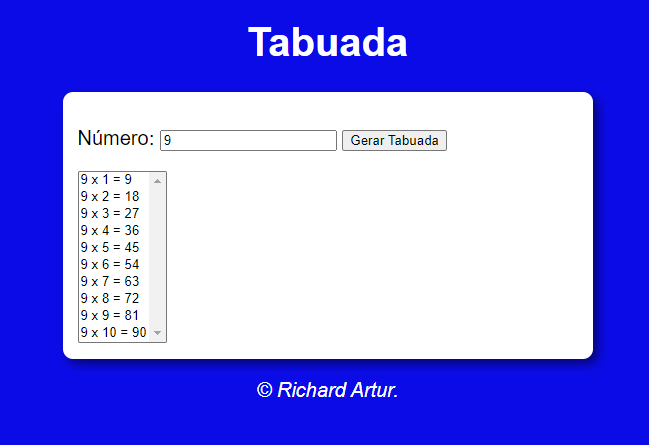 Tabuada
Número: 9 Gerar Tabuada
9 x 1 = 9
9 x 2 = 18
9 x 3 = 27
9 x 4 = 36
9 x 5 = 45
9 x 6 = 54
9 x 7 = 63
9 x 8 = 72
9 x 9 = 81
9 x 10 = 90
© Richard Artur.